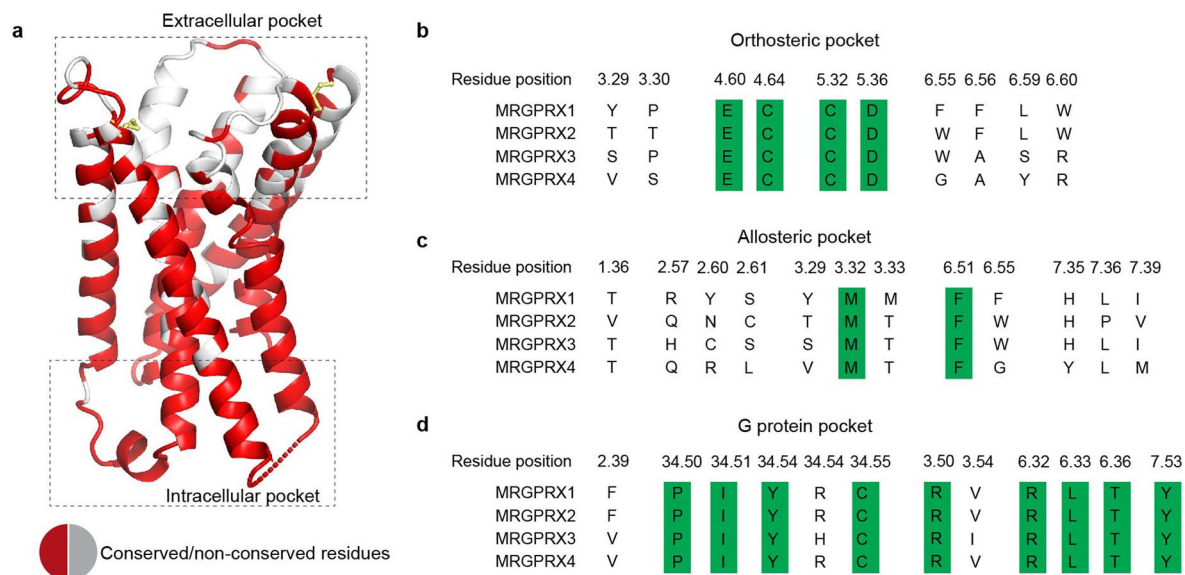 a
Extracellular pocket
Intracellular pocket
Conserved/non-conserved residues
b
Orthosteric pocket
Residue position 3.29 3.30 4.60 4.64 5.32 5.36 6.55 6.56 6.59 6.60
MRGPRX1 Y P E C C D F F L W
MRGPRX2 T T E C C D W F L W
MRGPRX3 S P E C C D W A S R
MRGPRX4 V S E C C D G A Y R
c
Allosteric pocket
Residue position 1.36 2.57 2.60 2.61 3.29 3.32 3.33 6.51 6.55 7.35 7.36 7.39
MRGPRX1 T R Y S Y M M F F H L I
MRGPRX2 V Q N C T M T F W H P V
MRGPRX3 T H C S S M T F W H L I
MRGPRX4 T Q R L V M T F G Y L M
d
G protein pocket
Residue position 2.39 34.50 34.51 34.54 34.54 34.55 3.50 3.54 6.32 6.33 6.36 7.53
MRGPRX1 F P I Y R C R V R L T Y
MRGPRX2 F P I Y R C R V R L T Y
MRGPRX3 V P I Y H C R I R L T Y
MRGPRX4 V P I Y R C R V R L T Y